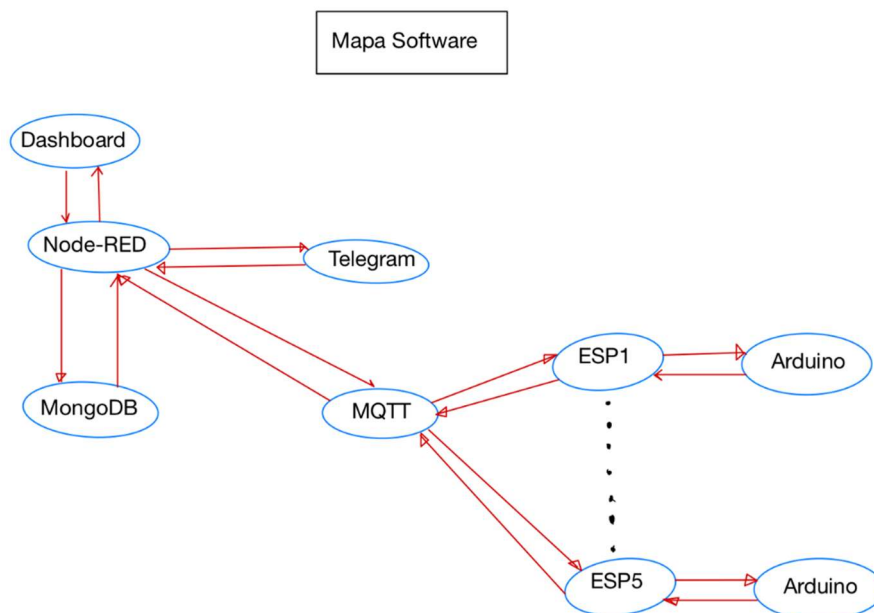 Mapa Software
Dashboard
Node-RED
Telegram
MongoDB
MQTT
ESP1
Arduino
ESP5
Arduino